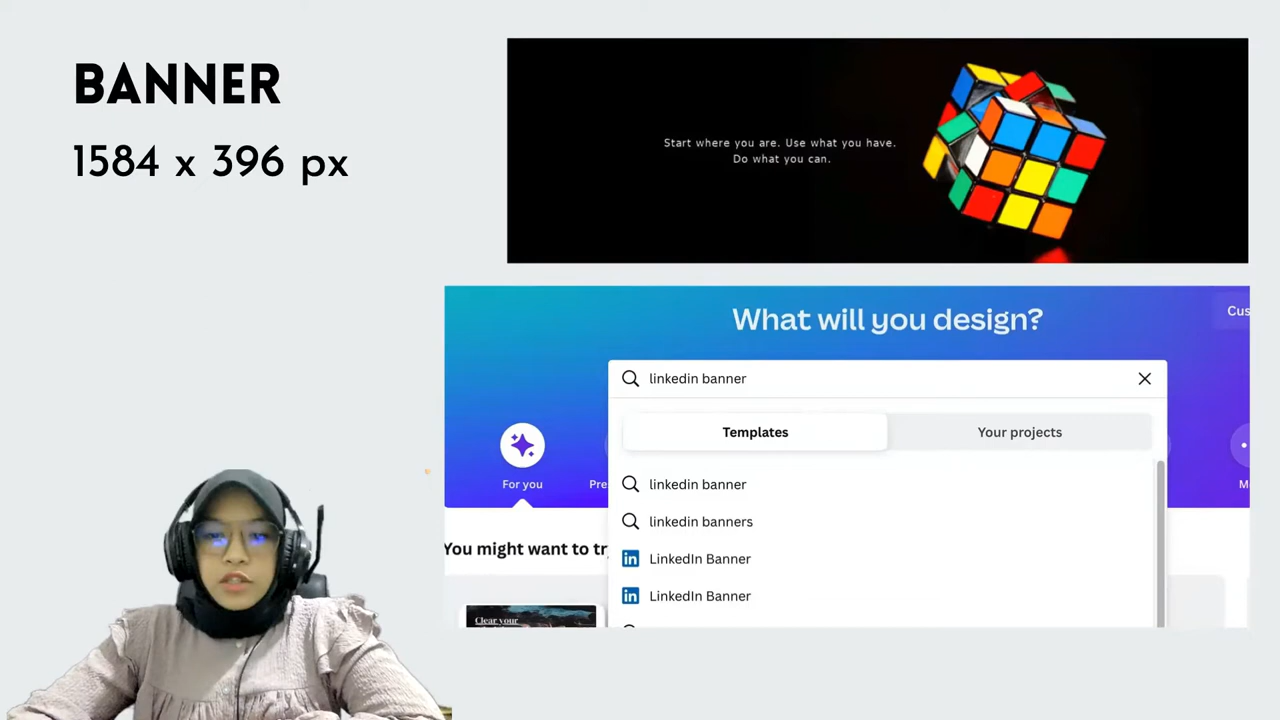 BANNER
1584 x 396 px
Start where you are. Use what you have.
Do what you can.
What will you design?
Cus
linkedin banner
Templates
Your projects
For you
Pre
M
linkedin banner
linkedin banners
You might want to tr
in LinkedIn Banner
in LinkedIn Banner
Clear your